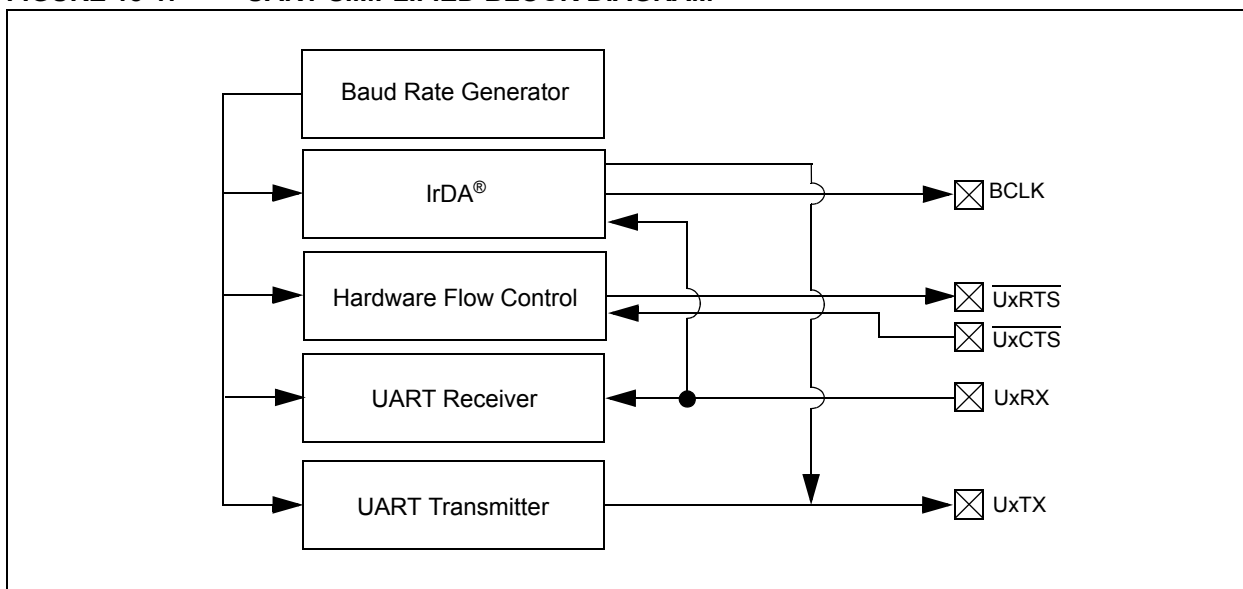 Baud Rate Generator
IrDA®
BCLK
Hardware Flow Control
UxRTS
UxCTS
UART Receiver
UxRX
UART Transmitter
UxTX